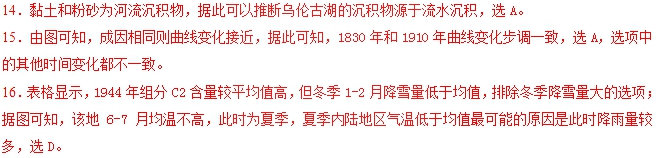 14．黏土和粉砂为河流沉积物，据此可以推断乌伦古湖的沉积物源于流水沉积，选 A。
15．由图可知，成因相同则曲线变化接近，据此可知，1830 年和 1910 年曲线变化步调一致，选 A，选项中
的其他时间变化都不一致。
16．表格显示，1944 年组分 C2 含量较平均值高，但冬季 1-2 月降雪量低于均值，排除冬季降雪量大的选项；
据图可知，该地 6-7 月均温不高，此时为夏季，夏季内陆地区气温低于均值最可能的原因是此时降雨量较
多，选 D。